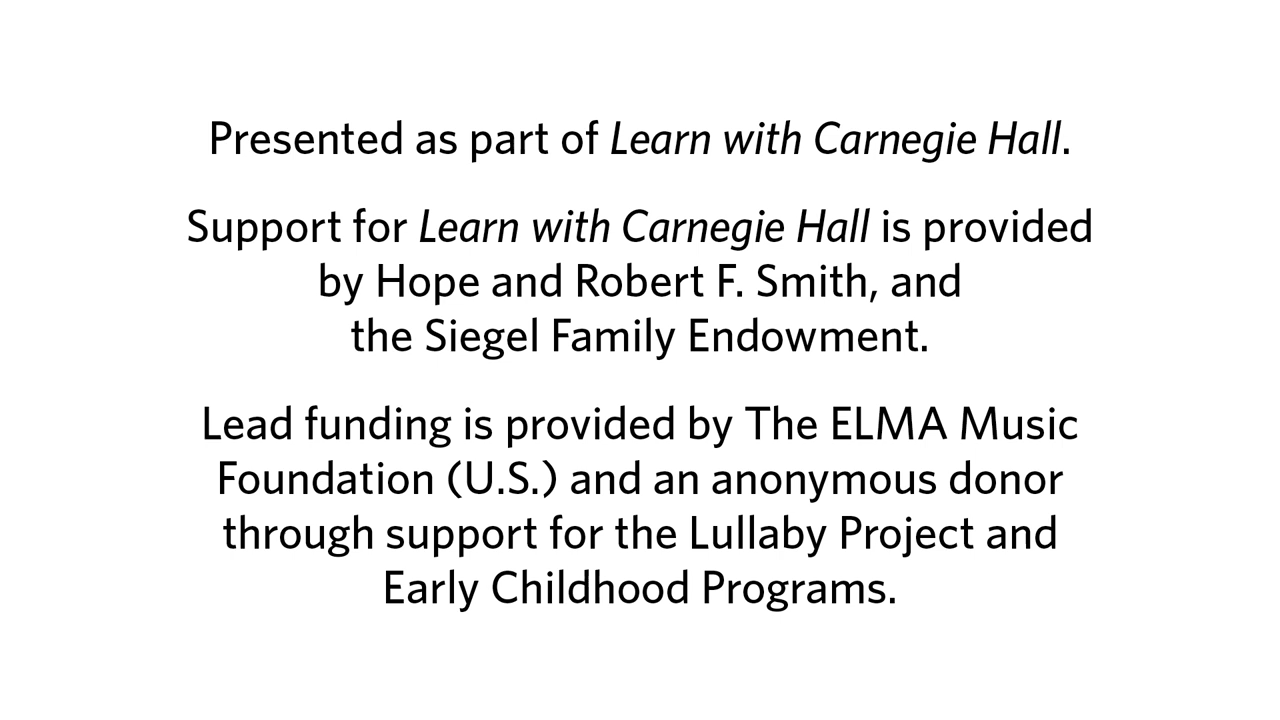 Presented as part of Learn with Carnegie Hall.
Support for Learn with Carnegie Hall is provided
by Hope and Robert F. Smith, and
the Siegel Family Endowment.
Lead funding is provided by The ELMA Music
Foundation (U.S.) and an anonymous donor
through support for the Lullaby Project and
Early Childhood Programs.